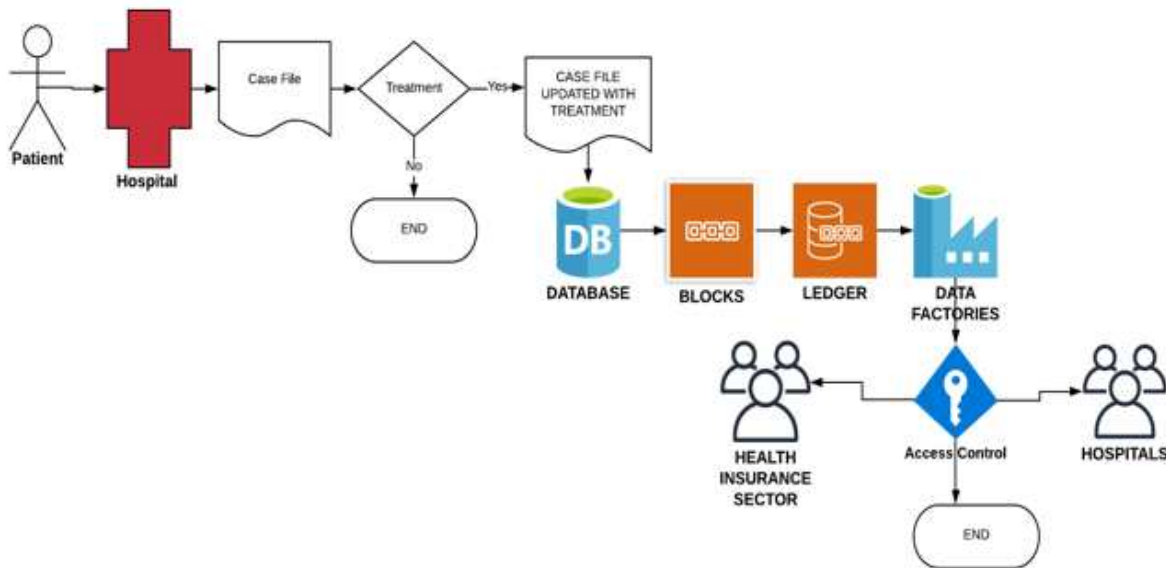 Patient
Hospital
Case File
Treatment
Yes
No
END
CASE FILE
UPDATED WITH
TREATMENT
DB
DATABASE
BLOCKS
LEDGER
DATA
FACTORIES
HEALTH
INSURANCE
SECTOR
Access Control
HOSPITALS
END